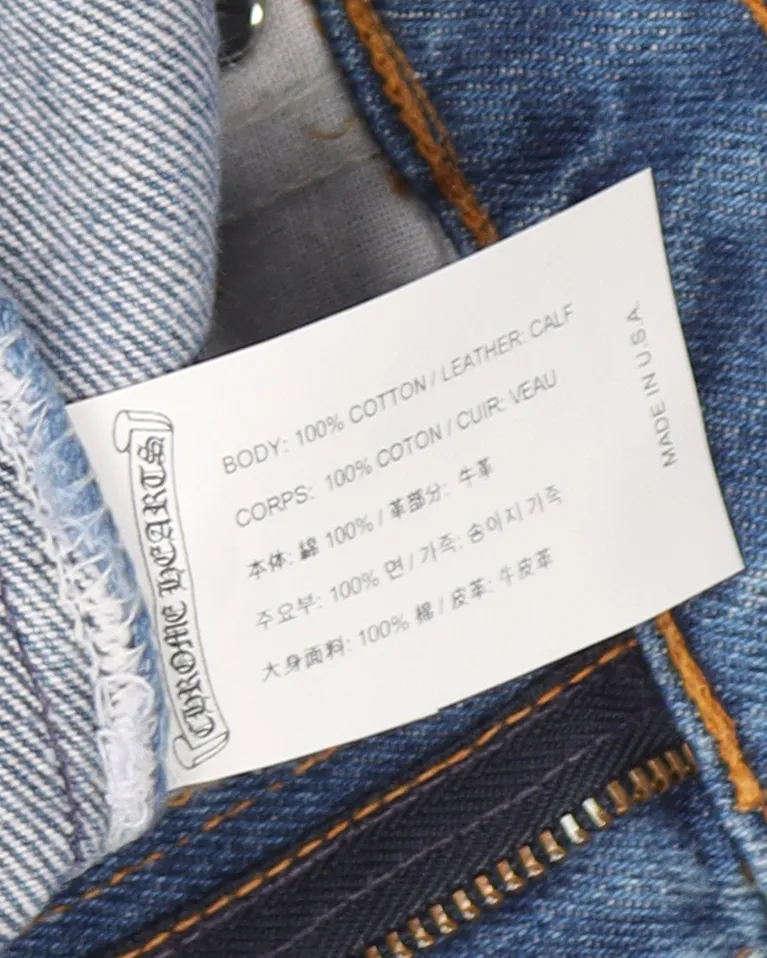 CHROME HEARTS
BODY: 100% COTTON / LEATHER: CALF
CORPS: 100% COTON / CUIR: VEAU
本体: 綿 100% / 革部分: 牛革
주요부: 100% 면 / 가족: 송아지 가족
大身面料: 100% 棉 / 皮革: 牛皮革
MADE IN U.S.A.